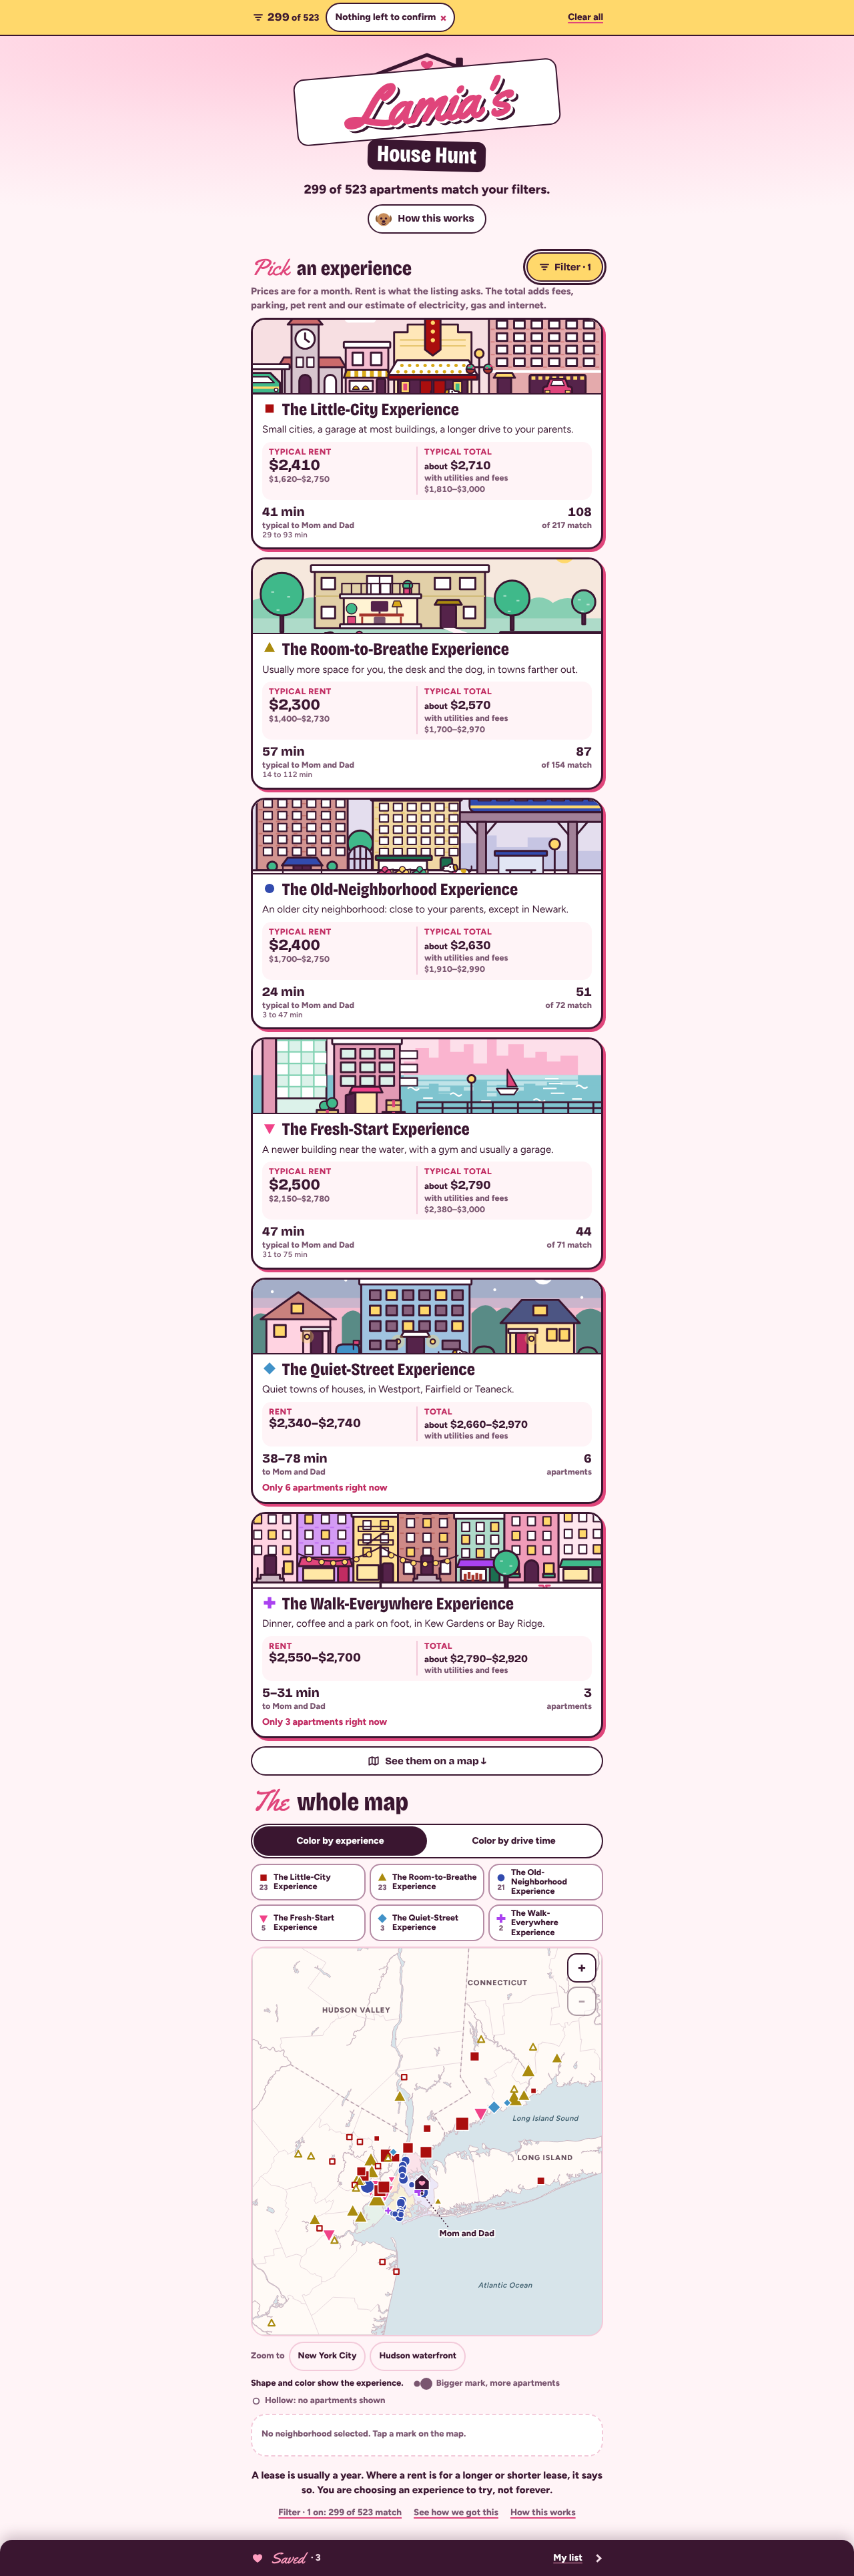 299 of 523
Nothing left to confirm ×
Clear all
Lamia's
House Hunt
299 of 523 apartments match your filters.
How this works
Pick an experience
Filter · 1
Prices are for a month. Rent is what the listing asks. The total adds fees,
parking, pet rent and our estimate of electricity, gas and internet.
The Little-City Experience
Small cities, a garage at most buildings, a longer drive to your parents.
TYPICAL RENT
$2,410
$1,620–$2,750
TYPICAL TOTAL
about $2,710
with utilities and fees
$1,810–$3,000
41 min
typical to Mom and Dad
29 to 93 min
108
of 217 match
The Room-to-Breathe Experience
Usually more space for you, the desk and the dog, in towns farther out.
TYPICAL RENT
$2,300
$1,400–$2,730
TYPICAL TOTAL
about $2,570
with utilities and fees
$1,700–$2,970
57 min
typical to Mom and Dad
14 to 112 min
87
of 154 match
The Old-Neighborhood Experience
An older city neighborhood: close to your parents, except in Newark.
TYPICAL RENT
$2,400
$1,700–$2,750
TYPICAL TOTAL
about $2,630
with utilities and fees
$1,910–$2,990
24 min
typical to Mom and Dad
3 to 47 min
51
of 72 match
The Fresh-Start Experience
A newer building near the water, with a gym and usually a garage.
TYPICAL RENT
$2,500
$2,150–$2,780
TYPICAL TOTAL
about $2,790
with utilities and fees
$2,380–$3,000
47 min
typical to Mom and Dad
31 to 75 min
44
of 71 match
The Quiet-Street Experience
Quiet towns of houses, in Westport, Fairfield or Teaneck.
RENT
$2,340–$2,740
TOTAL
about $2,660–$2,970
with utilities and fees
38–78 min
to Mom and Dad
6
apartments
Only 6 apartments right now
The Walk-Everywhere Experience
Dinner, coffee and a park on foot, in Kew Gardens or Bay Ridge.
RENT
$2,550–$2,700
TOTAL
about $2,790–$2,920
with utilities and fees
5–31 min
to Mom and Dad
3
apartments
Only 3 apartments right now
See them on a map ↓
The whole map
Color by experience
Color by drive time
23
The Little-City
Experience
23
The Room-to-Breathe
Experience
21
The Old-
Neighborhood
Experience
5
The Fresh-Start
Experience
3
The Quiet-Street
Experience
2
The Walk-
Everywhere
Experience
+
−
CONNECTICUT
HUDSON VALLEY
Long Island Sound
LONG ISLAND
Mom and Dad
Atlantic Ocean
Zoom to
New York City
Hudson waterfront
Shape and color show the experience.
Bigger mark, more apartments
Hollow: no apartments shown
No neighborhood selected. Tap a mark on the map.
A lease is usually a year. Where a rent is for a longer or shorter lease, it says
so. You are choosing an experience to try, not forever.
Filter · 1 on: 299 of 523 match
See how we got this
How this works
Saved · 3
My list